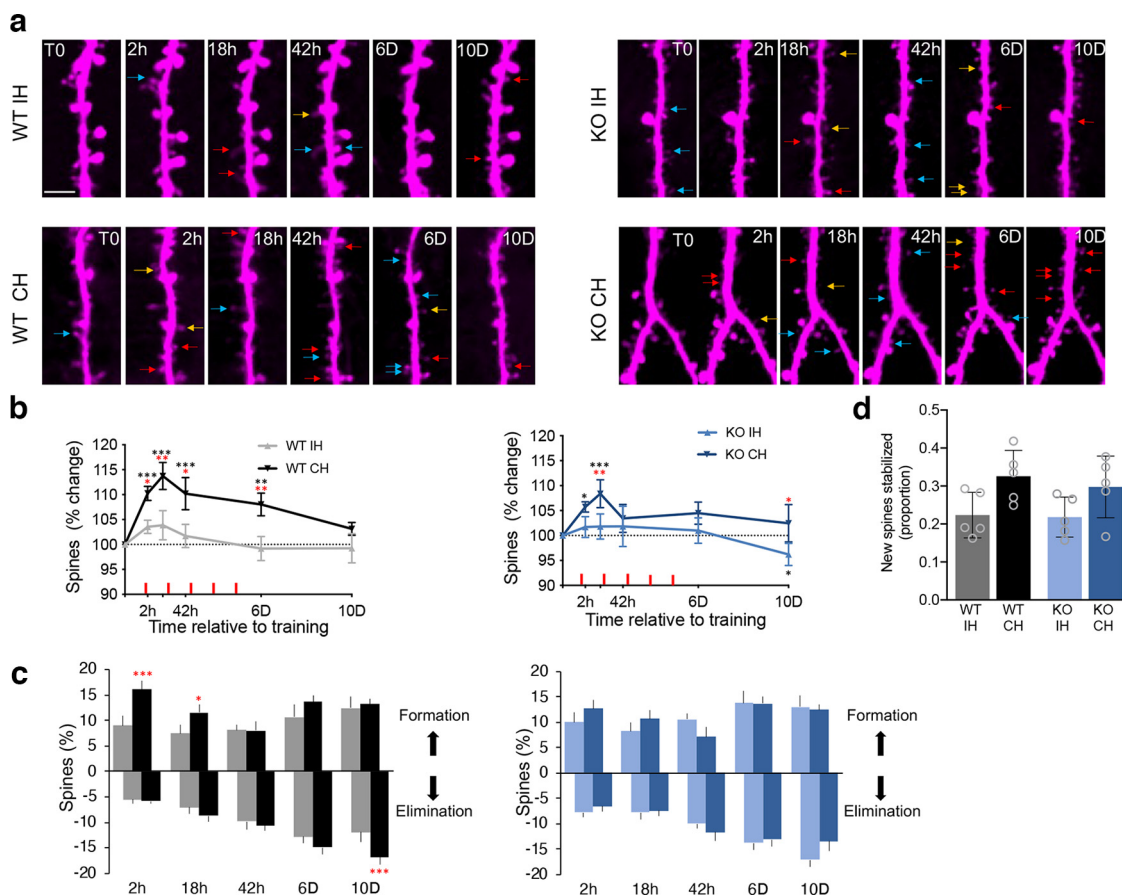 a
WT IH
T0 2h 18h 42h 6D 10D
KO IH
T0 2h 18h 42h 6D 10D
WT CH
T0 2h 18h 42h 6D 10D
KO CH
T0 2h 18h 42h 6D 10D
b
Spines (% change)
120
115
110
105
100
95
90
*** *** *** **
* ** * **
WT IH
WT CH
2h 42h 6D 10D
Time relative to training
Spines (% change)
120
115
110
105
100
95
90
* *** *
** *
KO IH
KO CH
2h 42h 6D 10D
Time relative to training
d
New spines stabilized
(proportion)
0.5
0.4
0.3
0.2
0.1
0.0
WT WT KO KO
IH CH IH CH
c
Spines (%)
20
15
10
5
0
-5
-10
-15
-20
*** *
***
Formation
Elimination
2h 18h 42h 6D 10D
Spines (%)
20
15
10
5
0
-5
-10
-15
-20
Formation
Elimination
2h 18h 42h 6D 10D